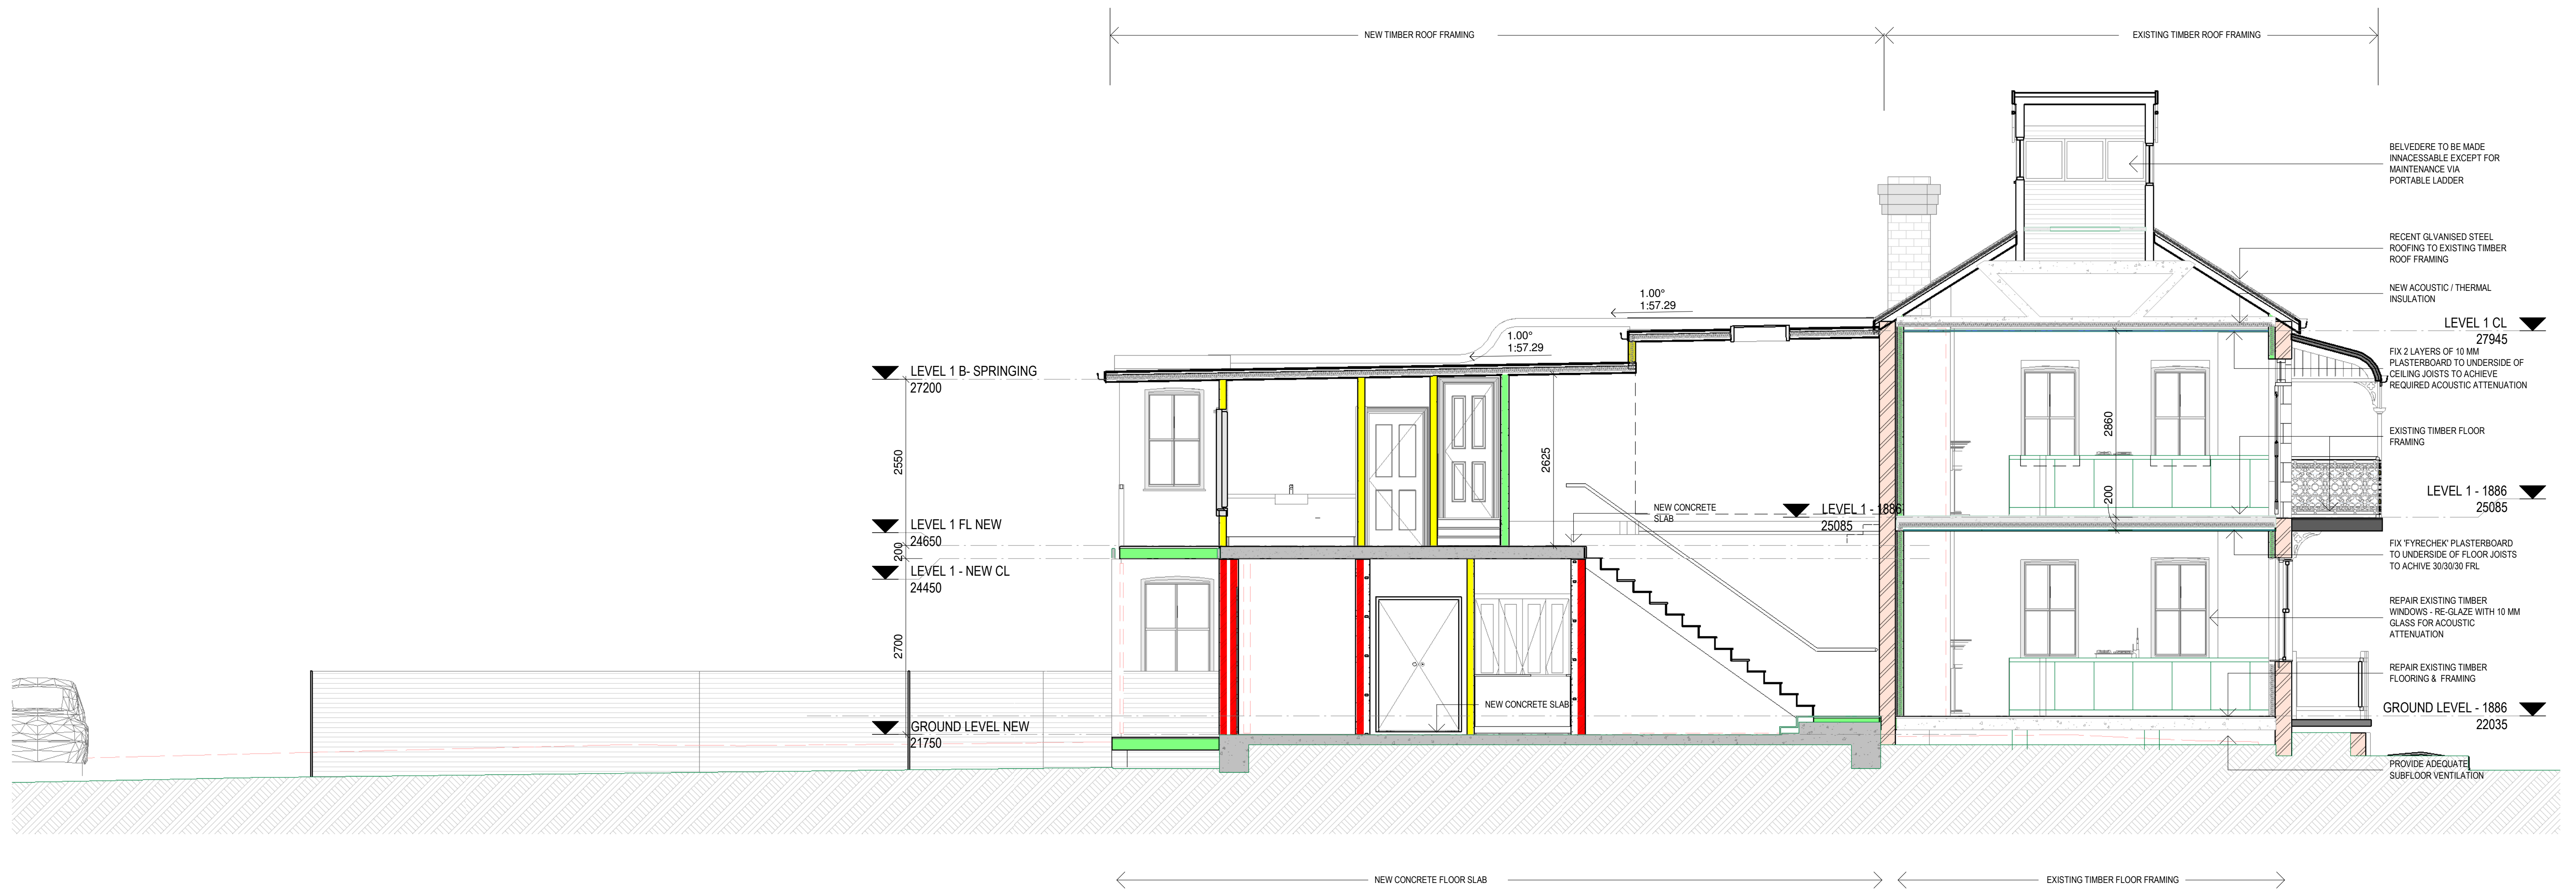 NEW TIMBER ROOF FRAMING
EXISTING TIMBER ROOF FRAMING
BELVEDERE TO BE MADE
INNACESSABLE EXCEPT FOR
MAINTENANCE VIA
PORTABLE LADDER
RECENT GLVANISED STEEL
ROOFING TO EXISTING TIMBER
ROOF FRAMING
NEW ACOUSTIC / THERMAL
INSULATION
1.00°
1:57.29
1.00°
1:57.29
LEVEL 1 CL
27945
FIX 2 LAYERS OF 10 MM
PLASTERBOARD TO UNDERSIDE OF
CEILING JOISTS TO ACHIEVE
REQUIRED ACOUSTIC ATTENUATION
LEVEL 1 B- SPRINGING
27200
2550
2625
2860
EXISTING TIMBER FLOOR
FRAMING
200
LEVEL 1 - 1886
25085
NEW CONCRETE
SLAB
LEVEL 1 - 1886
25085
LEVEL 1 FL NEW
24650
200
LEVEL 1 - NEW CL
24450
FIX 'FYRECHEK' PLASTERBOARD
TO UNDERSIDE OF FLOOR JOISTS
TO ACHIVE 30/30/30 FRL
REPAIR EXISTING TIMBER
WINDOWS - RE-GLAZE WITH 10 MM
GLASS FOR ACOUSTIC
ATTENUATION
2700
REPAIR EXISTING TIMBER
FLOORING & FRAMING
NEW CONCRETE SLAB
GROUND LEVEL - 1886
22035
GROUND LEVEL NEW
21750
PROVIDE ADEQUATE
SUBFLOOR VENTILATION
NEW CONCRETE FLOOR SLAB
EXISTING TIMBER FLOOR FRAMING